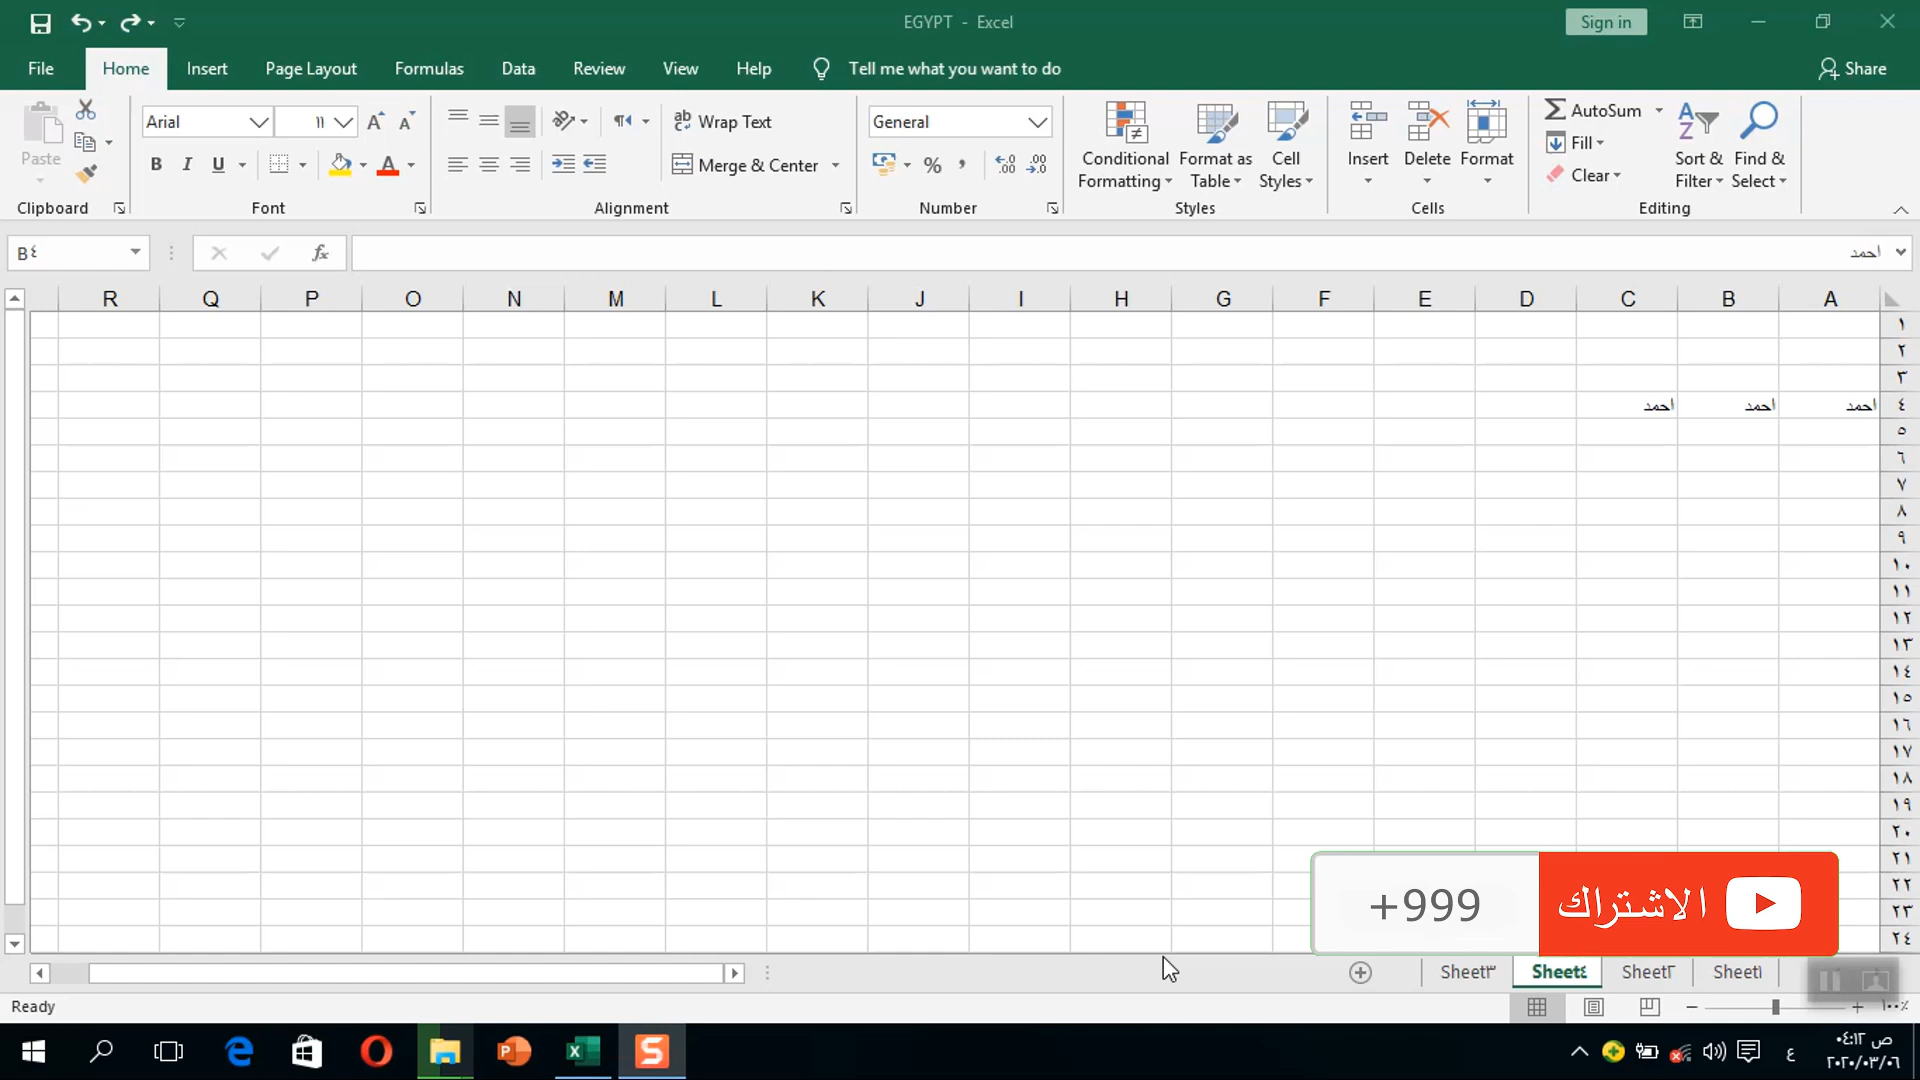 EGYPT - Excel
Sign in
File Home Insert Page Layout Formulas Data Review View Help Tell me what you want to do Share
Paste
Clipboard
Arial ١١
B I U
Font
Wrap Text
Merge & Center
Alignment
General
%
Number
Conditional Formatting
Format as Table
Cell Styles
Styles
Insert
Delete
Format
Cells
AutoSum
Fill
Clear
Sort & Filter
Find & Select
Editing
B٤
fx
احمد
R Q P O N M L K J I H G F E D C B A
١
٢
٣
احمد احمد احمد ٤
٥
٦
٧
٨
٩
١٠
١١
١٢
١٣
١٤
١٥
١٦
١٧
١٨
١٩
٢٠
٢١
٢٢
٢٣
٢٤
+999
الاشتراك
Sheet٣ Sheet٤ Sheet٢ Sheet١
Ready
١٠٠٪
ع
٠٤:١٢ ص
٢٠٢٠/٠٣/٠٦